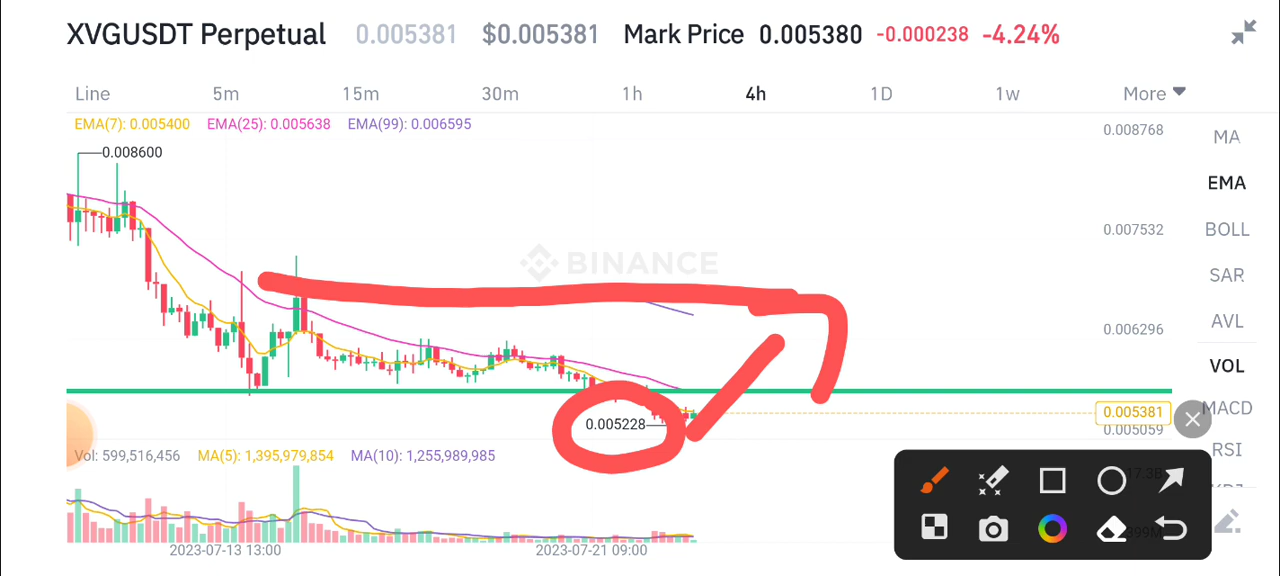 XVGUSDT Perpetual 0.005381 $0.005381 Mark Price 0.005380 -0.000238 -4.24%
Line 5m 15m 30m 1h 4h 1D 1w More
EMA(7): 0.005400 EMA(25): 0.005638 EMA(99): 0.006595
0.008768
MA
0.008600
EMA
0.007532
BOLL
BINANCE
SAR
AVL
0.006296
VOL
0.005381
MACD
0.005228
0.005059
RSI
Vol: 599,516,456 MA(5): 1,395,979,854 MA(10): 1,255,989,985
2023-07-13 13:00 2023-07-21 09:00